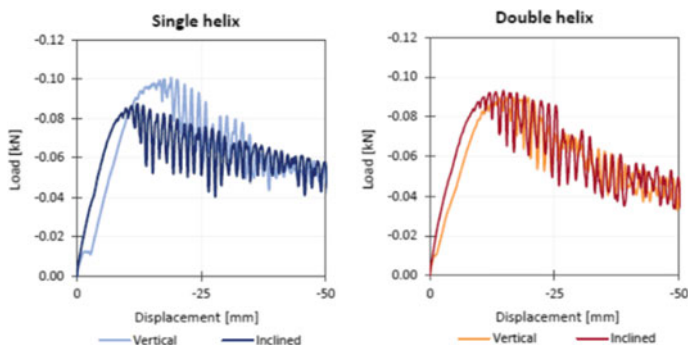 Single helix
-0.12
-0.10
-0.08
-0.06
-0.04
-0.02
0.00
Load [kN]
0
-25
-50
Displacement [mm]
Vertical
Inclined
Double helix
-0.12
-0.10
-0.08
-0.06
-0.04
-0.02
0.00
Load [kN]
0
-25
-50
Displacement [mm]
Vertical
Inclined